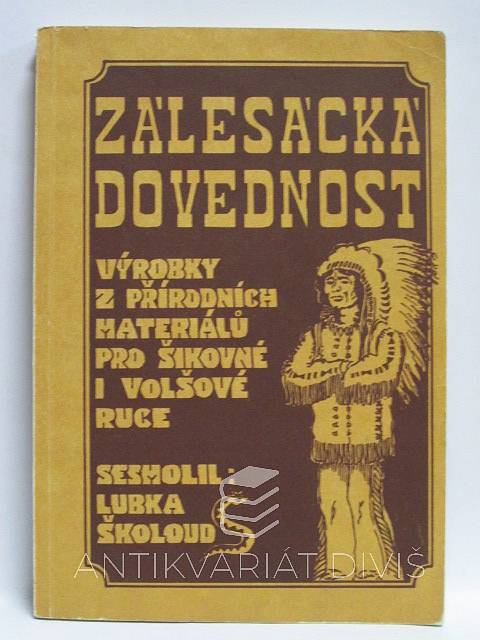 ZÁLESÁCKÁ
DOVEDNOST
VÝROBKY
Z PŘÍRODNÍCH
MATERIÁLŮ
PRO ŠIKOVNÉ
I VOLŠOVÉ
RUCE
SESMOLIL:
LUBKA
ŠKOLOUD
ANTIKVARIÁT DIVIŠ